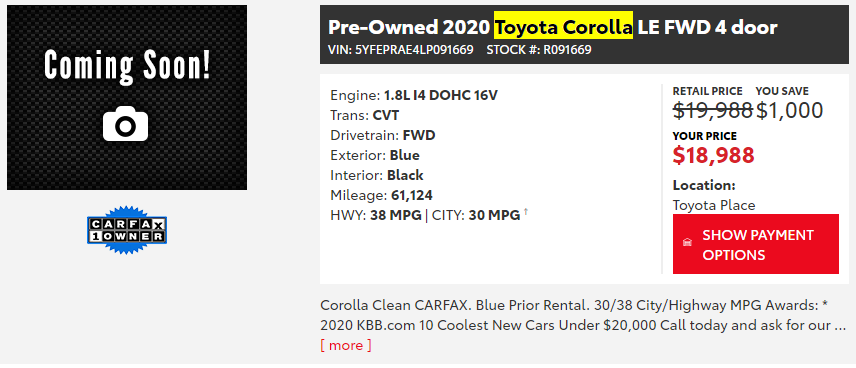 Coming Soon!
CARFAX
1 OWNER
Pre-Owned 2020 Toyota Corolla LE FWD 4 door
VIN: 5YFEPRAE4LP091669 STOCK #: R091669
Engine: 1.8L I4 DOHC 16V
Trans: CVT
Drivetrain: FWD
Exterior: Blue
Interior: Black
Mileage: 61,124
HWY: 38 MPG | CITY: 30 MPG †
RETAIL PRICE YOU SAVE
$19,988 $1,000
YOUR PRICE
$18,988
Location:
Toyota Place
SHOW PAYMENT
OPTIONS
Corolla Clean CARFAX. Blue Prior Rental. 30/38 City/Highway MPG Awards: *
2020 KBB.com 10 Coolest New Cars Under $20,000 Call today and ask for our ...
[ more ]